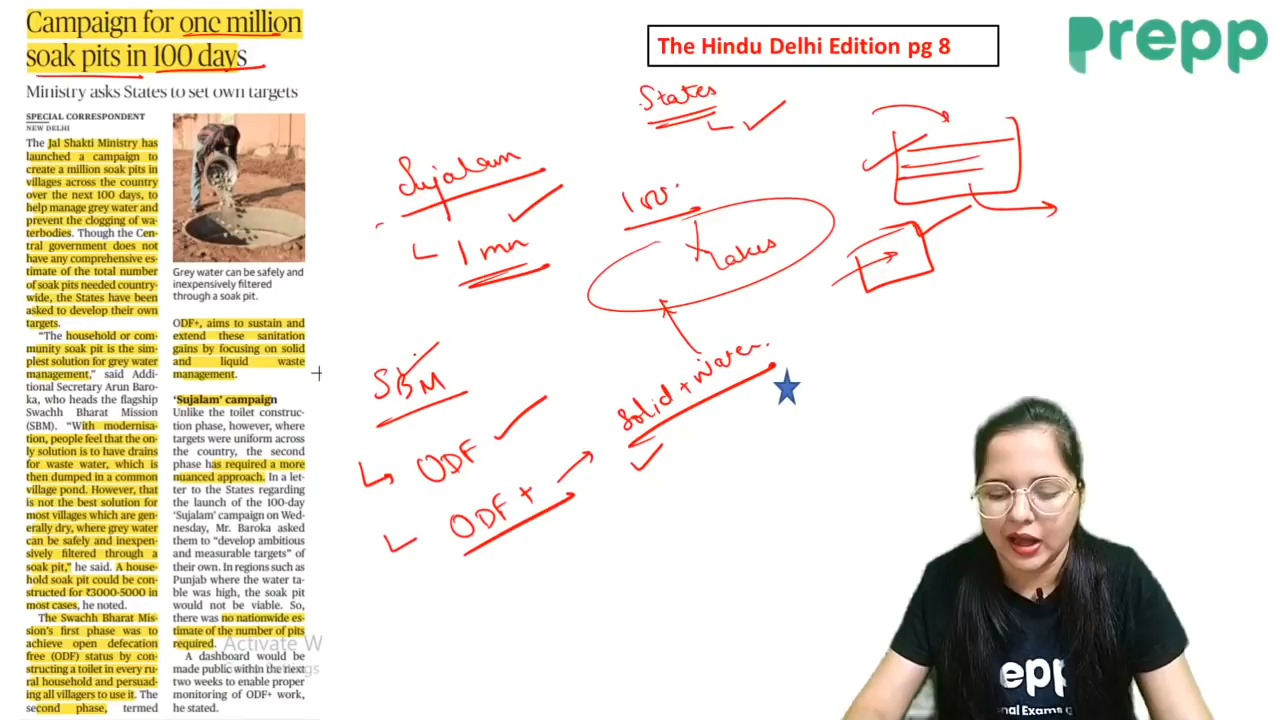 Campaign for one million
soak pits in 100 days
Ministry asks States to set own targets
SPECIAL CORRESPONDENT
NEW DELHI
The Jal Shakti Ministry has
launched a campaign to
create a million soak pits in
villages across the country
over the next 100 days, to
help manage grey water and
prevent the clogging of wa-
terbodies. Though the Cen-
tral government does not
have any comprehensive es-
timate of the total number
of soak pits needed country-
wide, the States have been
asked to develop their own
targets.
"The household or com-
munity soak pit is the sim-
plest solution for grey water
management," said Addi-
tional Secretary Arun Baro-
ka, who heads the flagship
Swachh Bharat Mission
(SBM). "With modernisa-
tion, people feel that the on-
ly solution is to have drains
for waste water, which is
then dumped in a common
village pond. However, that
is not the best solution for
most villages which are gen-
erally dry, where grey water
can be safely and inexpen-
sively filtered through a
soak pit," he said. A house-
hold soak pit could be con-
structed for ₹3000-5000 in
most cases, he noted.
The Swachh Bharat Mis-
sion's first phase was to
achieve open defecation
free (ODF) status by con-
structing a toilet in every ru-
ral household and persuad-
ing all villagers to use it. The
second phase, termed
Grey water can be safely and
inexpensively filtered
through a soak pit.
ODF+, aims to sustain and
extend these sanitation
gains by focusing on solid
and liquid waste
management.
'Sujalam' campaign
Unlike the toilet construc-
tion phase, however, where
targets were uniform across
the country, the second
phase has required a more
nuanced approach. In a let-
ter to the States regarding
the launch of the 100-day
'Sujalam' campaign on Wed-
nesday, Mr. Baroka asked
them to "develop ambitious
and measurable targets" of
their own. In regions such as
Punjab where the water ta-
ble was high, the soak pit
would not be viable. So,
there was no nationwide es-
timate of the number of pits
required.
A dashboard would be
made public within the next
two weeks to enable proper
monitoring of ODF+ work,
he stated.
Activate W
The Hindu Delhi Edition pg 8
prepp
States
Sujalam
1 mn
100
Lakes
SBM
ODF
ODF +
Solid + Water
epp
nal Exams